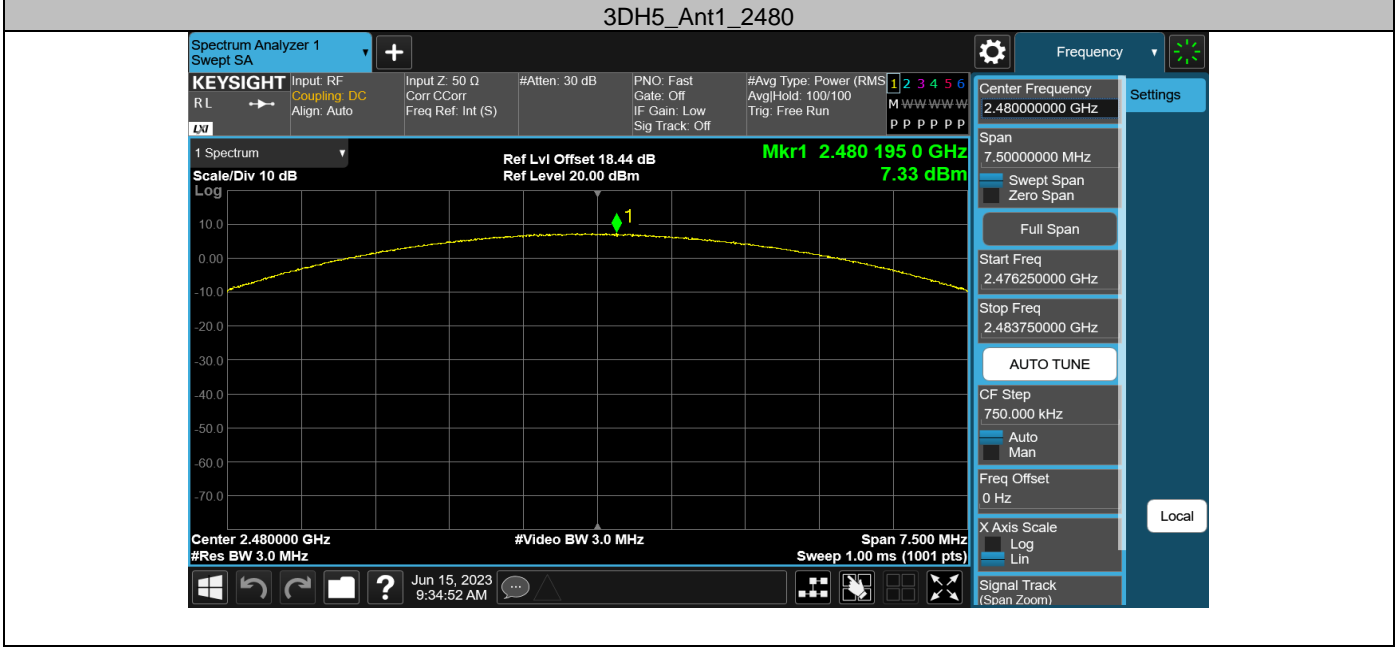 3DH5_Ant1_2480
Spectrum Analyzer 1
Swept SA
Frequency
KEYSIGHT
R L
LXI
Input: RF
Coupling: DC
Align: Auto
Input Z: 50 Ω
Corr CCorr
Freq Ref: Int (S)
#Atten: 30 dB
PNO: Fast
Gate: Off
IF Gain: Low
Sig Track: Off
#Avg Type: Power (RMS
Avg|Hold: 100/100
Trig: Free Run
1 2 3 4 5 6
M W W W W W
P P P P P P
1 Spectrum
Scale/Div 10 dB
Ref Lvl Offset 18.44 dB
Ref Level 20.00 dBm
Mkr1 2.480 195 0 GHz
7.33 dBm
Log
1
10.0
0.00
-10.0
-20.0
-30.0
-40.0
-50.0
-60.0
-70.0
Center 2.480000 GHz
#Res BW 3.0 MHz
#Video BW 3.0 MHz
Span 7.500 MHz
Sweep 1.00 ms (1001 pts)
Jun 15, 2023
9:34:52 AM
Center Frequency
2.480000000 GHz
Span
7.50000000 MHz
Swept Span
Zero Span
Full Span
Start Freq
2.476250000 GHz
Stop Freq
2.483750000 GHz
AUTO TUNE
CF Step
750.000 kHz
Auto
Man
Freq Offset
0 Hz
X Axis Scale
Log
Lin
Signal Track
(Span Zoom)
Settings
Local